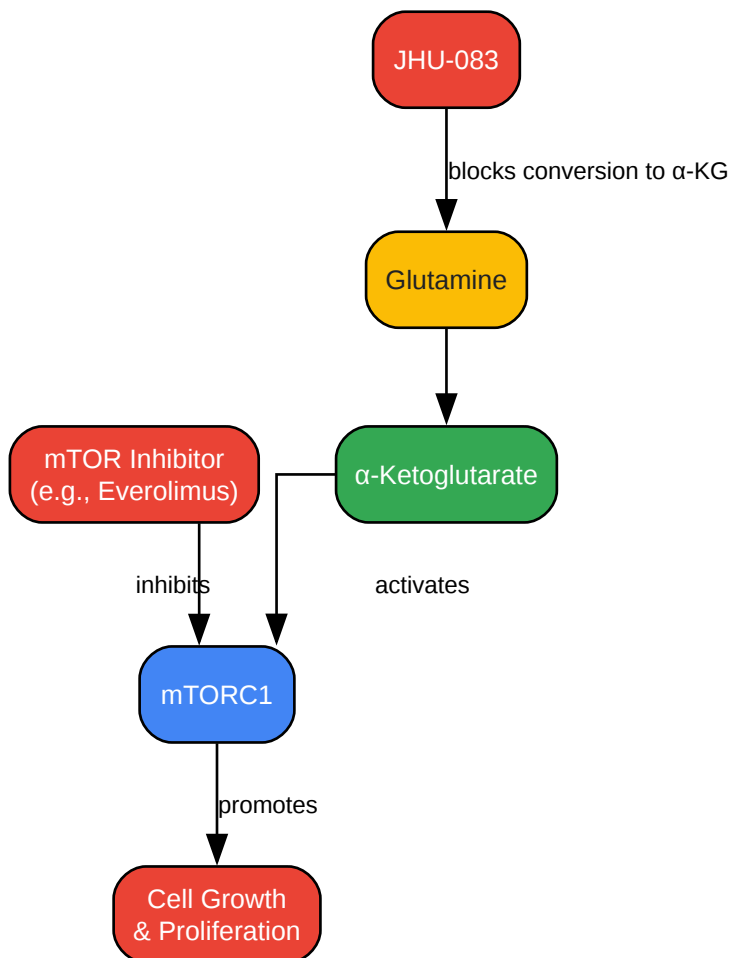 JHU-083
blocks conversion to α-KG
Glutamine
mTOR Inhibitor
(e.g., Everolimus)
α-Ketoglutarate
inhibits
activates
mTORC1
promotes
Cell Growth
& Proliferation